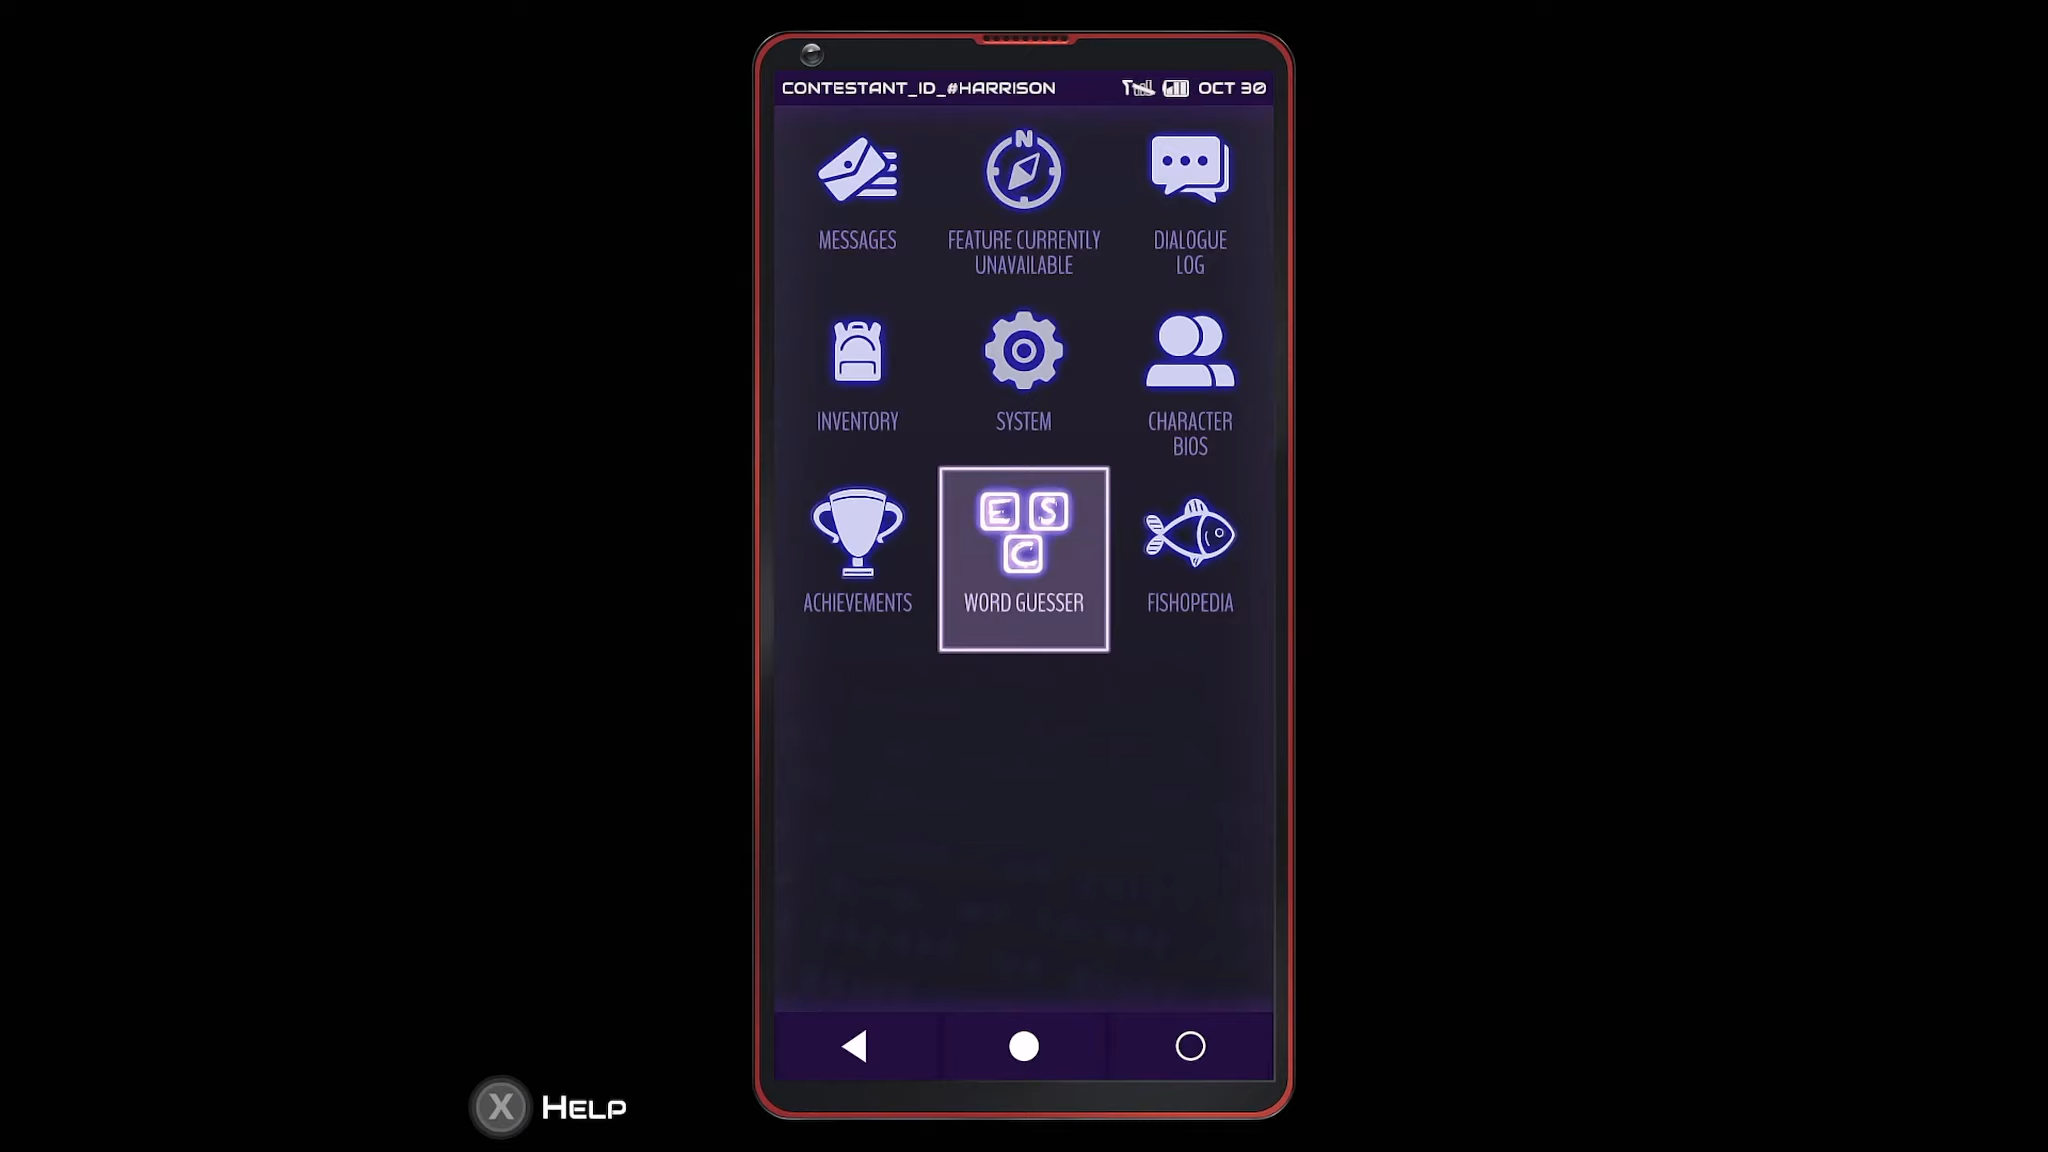 CONTESTANT_ID_#HARRISON
OCT 30
N
MESSAGES
FEATURE CURRENTLY
UNAVAILABLE
DIALOGUE
LOG
INVENTORY
SYSTEM
CHARACTER
BIOS
E S
C
ACHIEVEMENTS
WORD GUESSER
FISHOPEDIA
X HELP